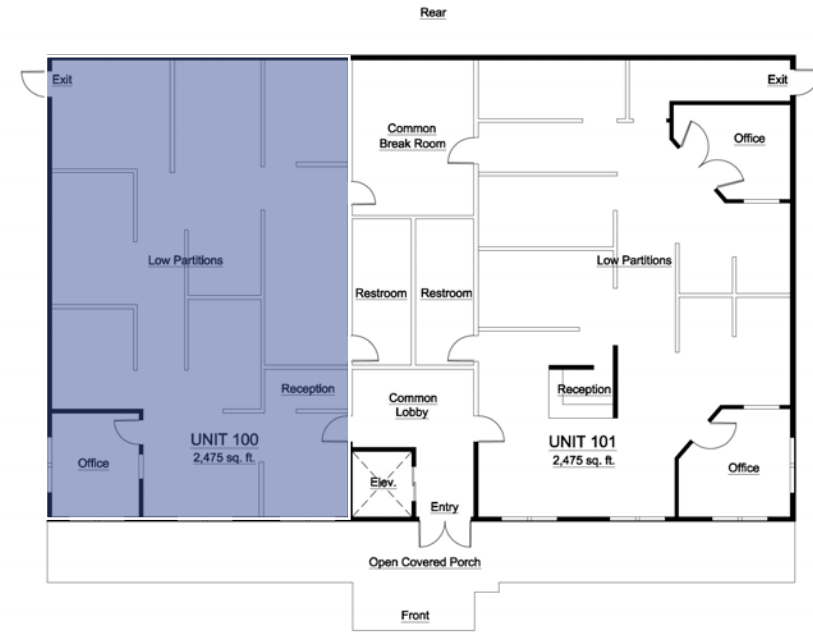 Rear
Exit
Exit
Common
Break Room
Office
Low Partitions
Low Partitions
Restroom
Restroom
Reception
Common
Lobby
Reception
UNIT 100
2,475 sq. ft.
UNIT 101
2,475 sq. ft.
Office
Elev.
Office
Entry
Open Covered Porch
Front